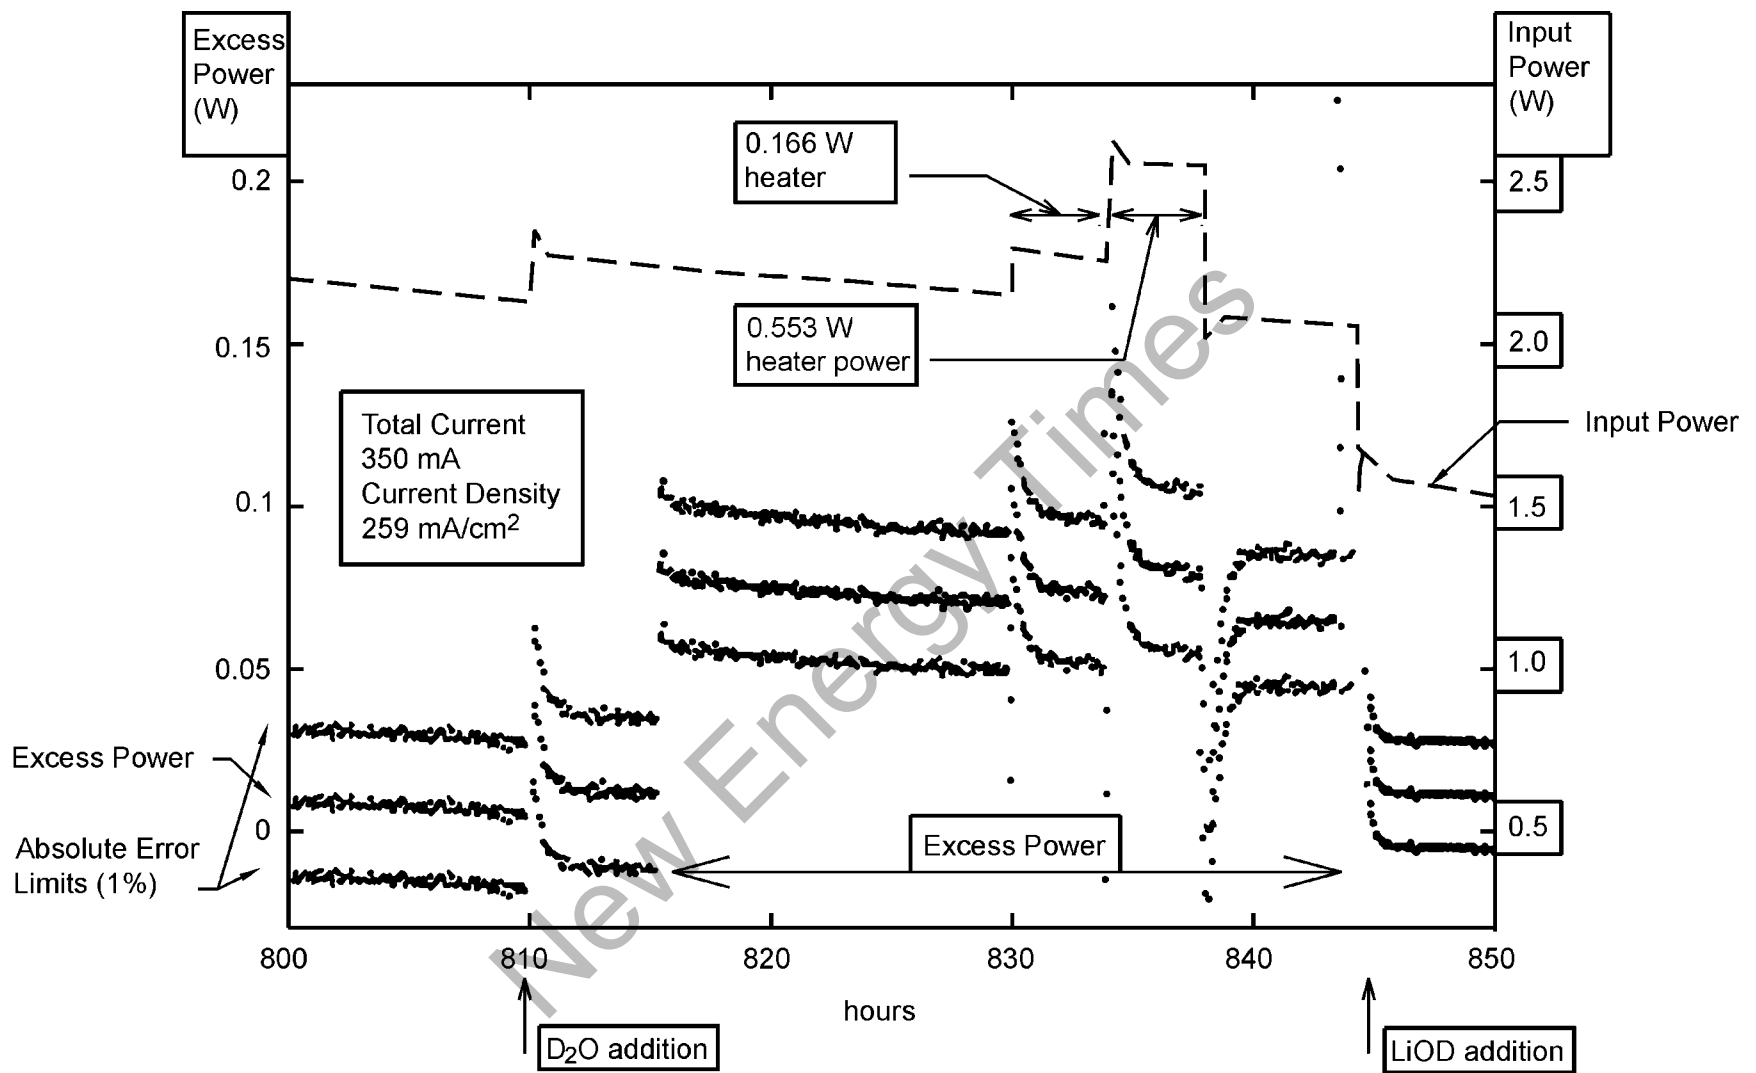 Excess
Power
(W)
Input
Power
(W)
0.166 W
heater
0.2
2.5
0.553 W
heater power
0.15
2.0
Total Current
350 mA
Current Density
259 mA/cm2
Input Power
0.1
1.5
0.05
1.0
Excess Power
0
0.5
Absolute Error
Limits (1%)
Excess Power
New Energy Times
800
810
820
830
840
850
hours
D2O addition
LiOD addition